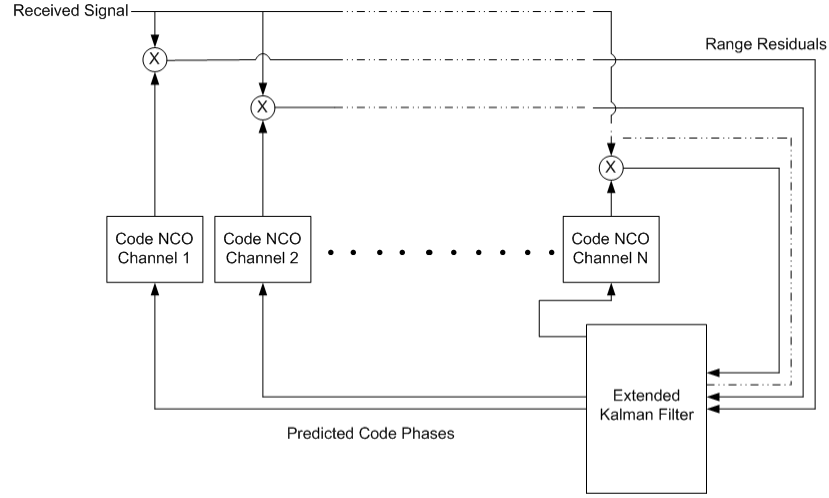 Received Signal
Range Residuals
X
X
X
Code NCO
Channel 1
Code NCO
Channel 2
Code NCO
Channel N
Extended
Kalman Filter
Predicted Code Phases